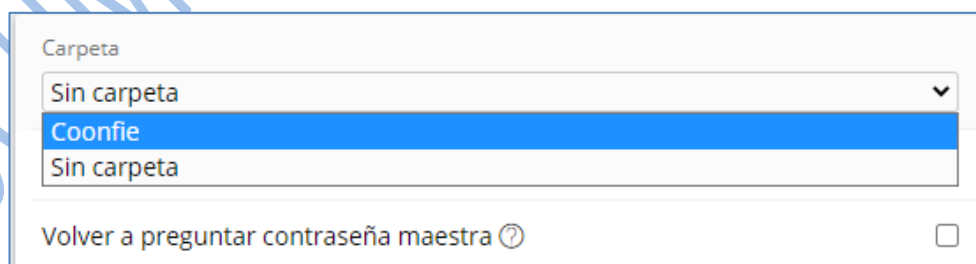 Carpeta
Sin carpeta
Coonfie
Sin carpeta
Volver a preguntar contraseña maestra